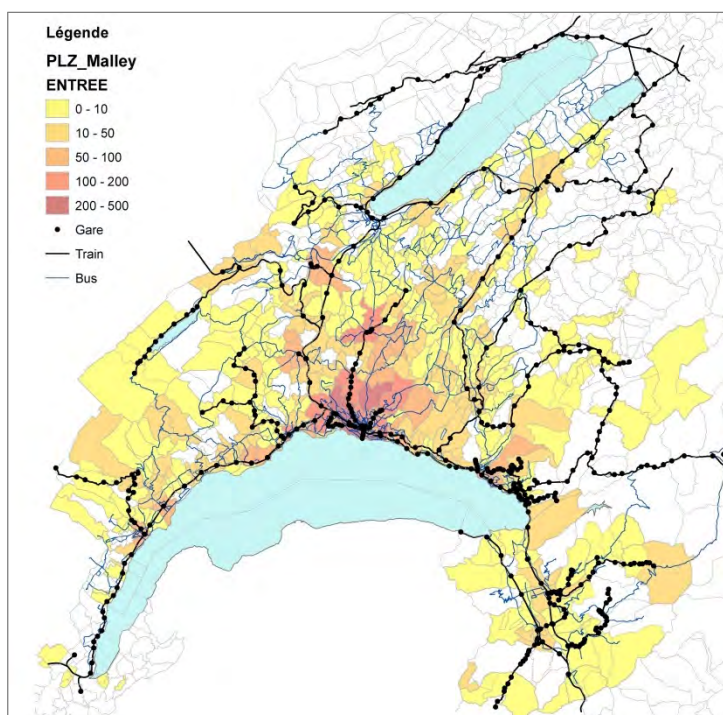 Légende
PLZ_Malley
ENTREE
0 - 10
10 - 50
50 - 100
100 - 200
200 - 500
Gare
Train
Bus